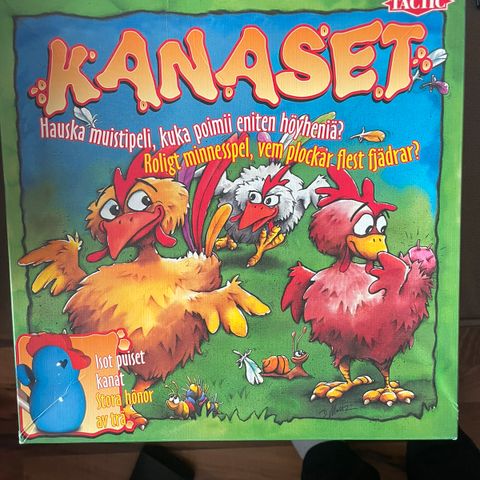 TACTIC
KANASET
Hauska muistipeli, kuka poimii eniten höyheniä?
Roligt minnesspel, vem plockar flest fjädrar?
Isot puiset
kanat
Stora hönor
av trä